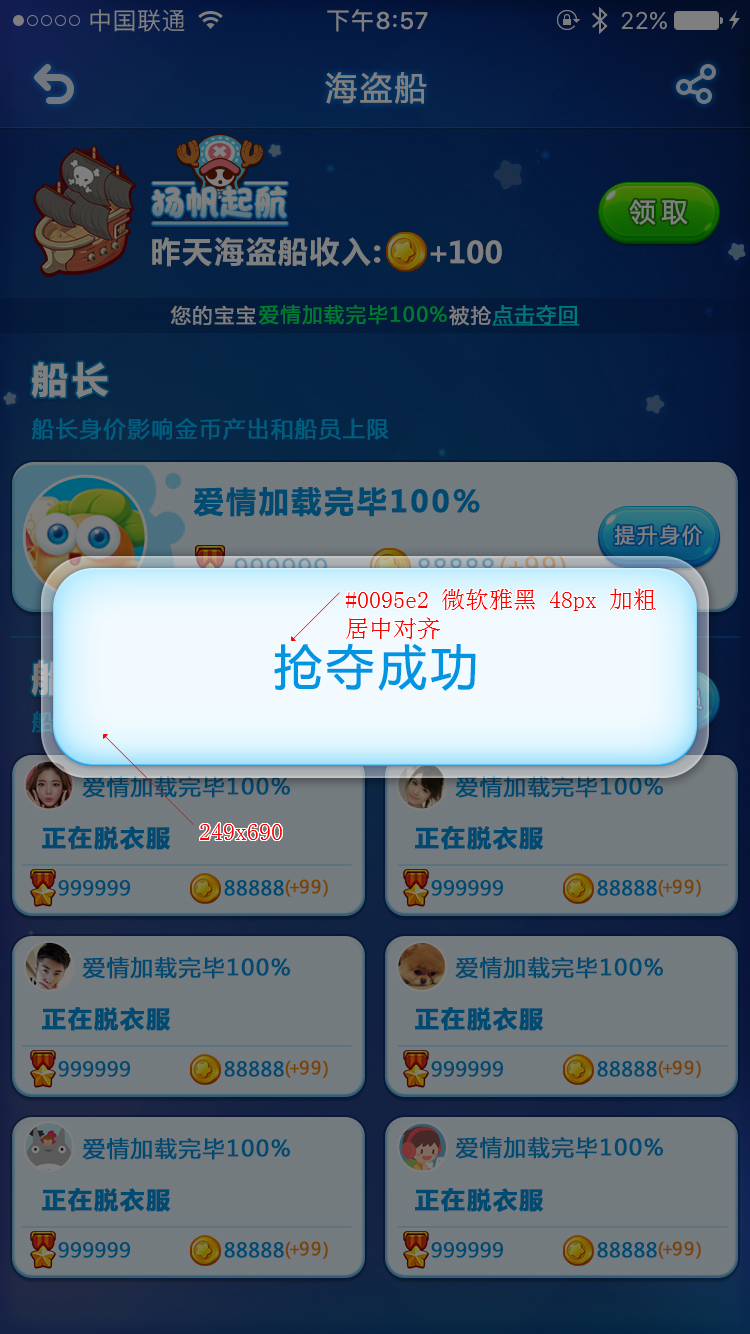 中国联通 下午8:57 22%
海盗船
扬帆起航
昨天海盗船收入:+100
领取
您的宝宝爱情加载完毕100%被抢点击夺回
船长
船长身价影响金币产出和船员上限
爱情加载完毕100%
提升身价
999999 88888(+99)
#0095e2 微软雅黑 48px 加粗
居中对齐
抢夺成功
船
船
249x690
爱情加载完毕100% 爱情加载完毕100%
正在脱衣服 正在脱衣服
999999 88888(+99) 999999 88888(+99)
爱情加载完毕100% 爱情加载完毕100%
正在脱衣服 正在脱衣服
999999 88888(+99) 999999 88888(+99)
爱情加载完毕100% 爱情加载完毕100%
正在脱衣服 正在脱衣服
999999 88888(+99) 999999 88888(+99)